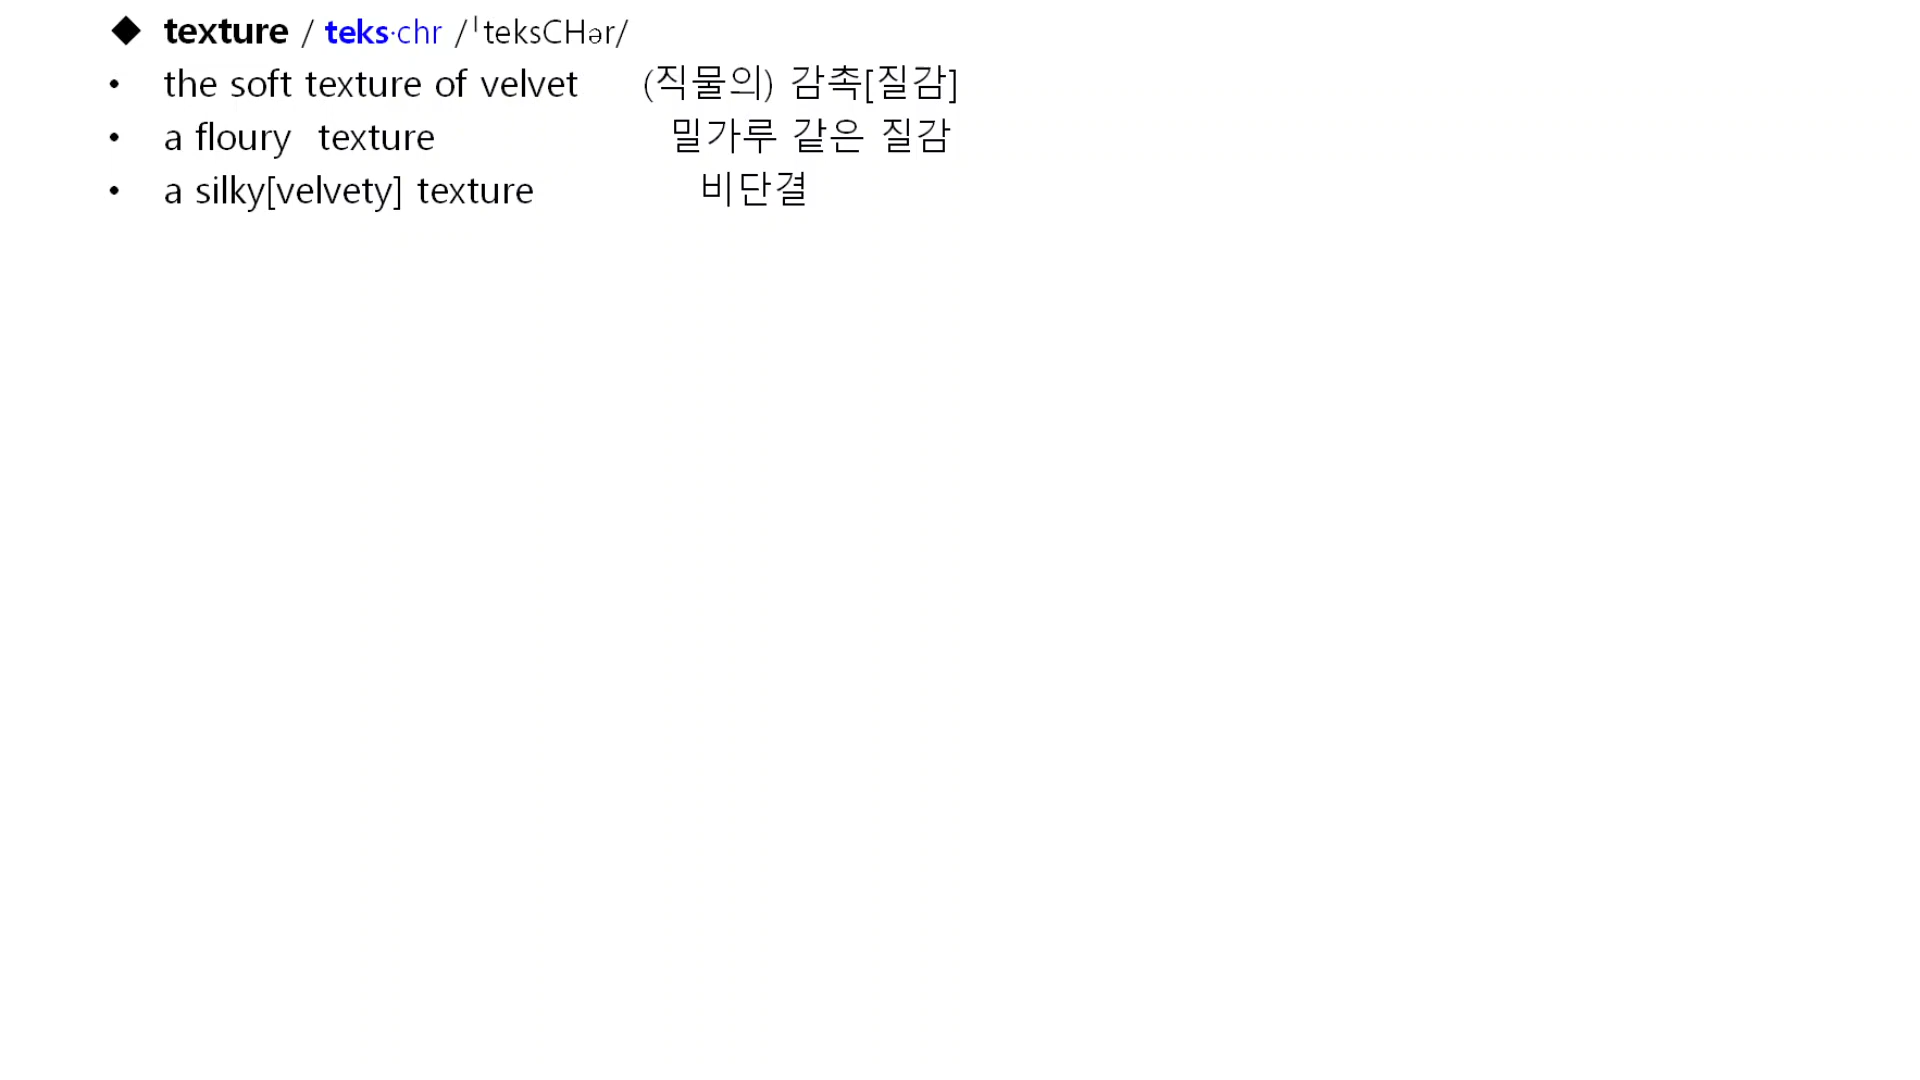 ◆ texture / teks·chr /ˈteksCHər/
• the soft texture of velvet (직물의) 감촉[질감]
• a floury texture 밀가루 같은 질감
• a silky[velvety] texture 비단결